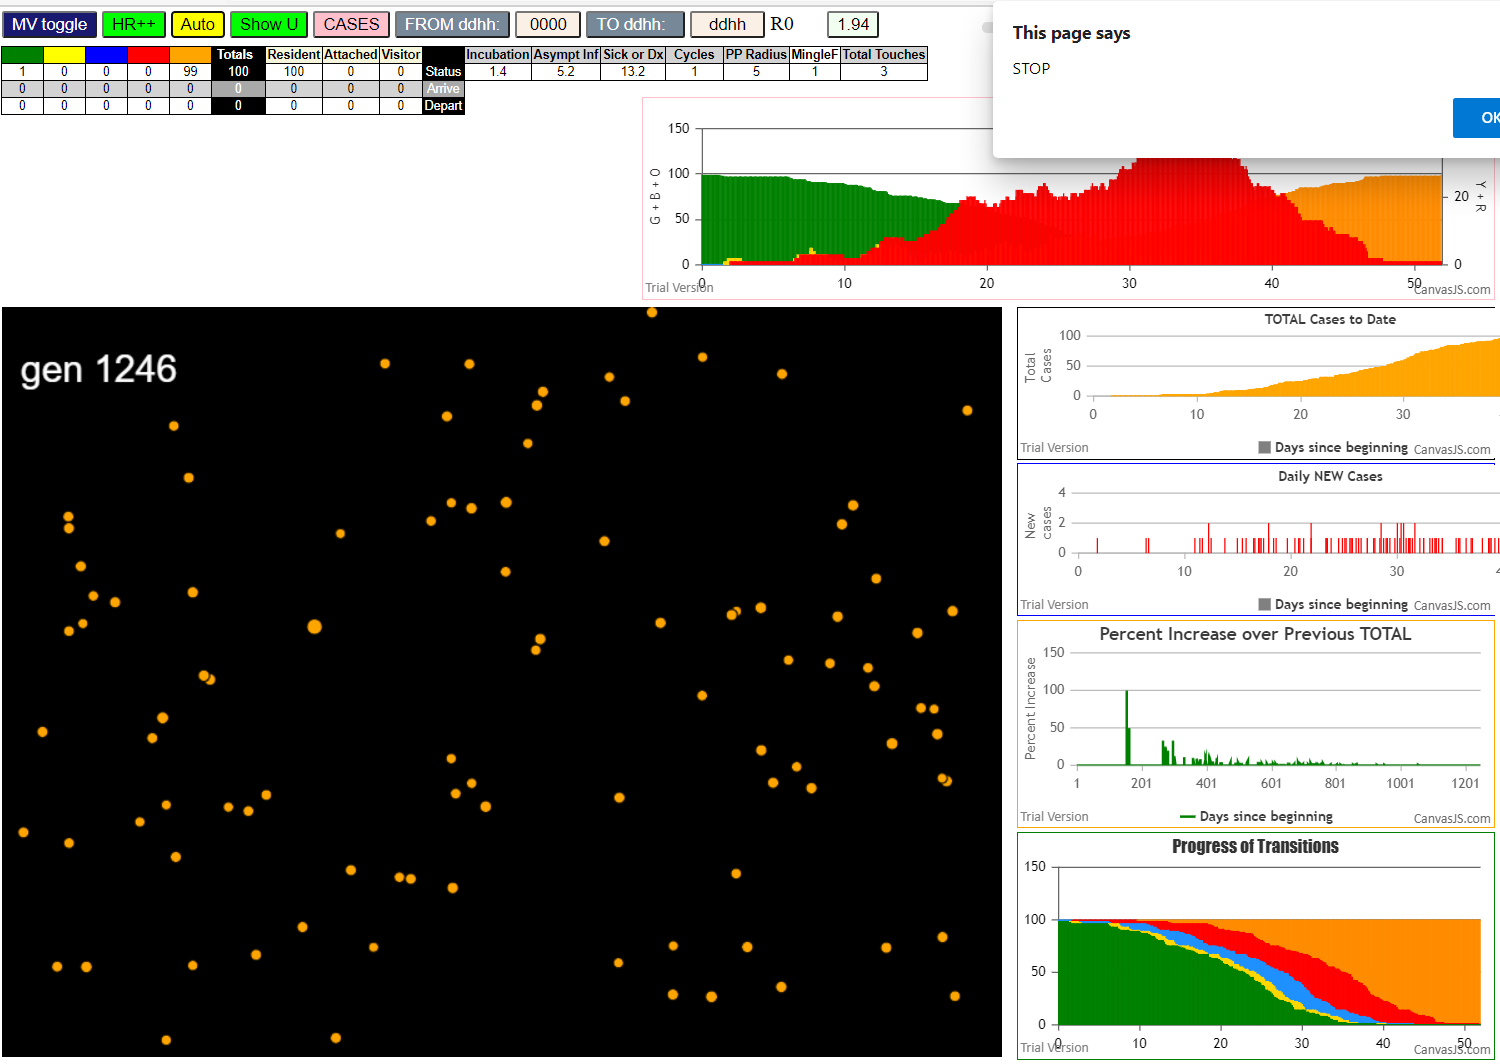 MV toggle HR++ Auto Show U CASES FROM ddhh: 0000 TO ddhh: ddhh R0 1.94
This page says
STOP
OK
Totals Resident Attached Visitor Incubation Asympt Inf Sick or Dx Cycles PP Radius MingleF Total Touches
1 0 0 0 99 100 100 0 0 Status 1.4 5.2 13.2 1 5 1 3
0 0 0 0 0 0 0 0 0 Arrive
0 0 0 0 0 0 0 0 0 Depart
G + B + O
150
100
50
0
Y + R
20
0
0 10 20 30 40 50
Trial Version
CanvasJS.com
gen 1246
TOTAL Cases to Date
Total
Cases
100
50
0
0 10 20 30
Days since beginning
Trial Version
CanvasJS.com
Daily NEW Cases
New
cases
4
2
0
0 10 20 30
Days since beginning
Trial Version
CanvasJS.com
Percent Increase over Previous TOTAL
Percent Increase
150
100
50
0
1 201 401 601 801 1001 1201
Days since beginning
Trial Version
CanvasJS.com
Progress of Transitions
150
100
50
0
0 10 20 30 40 50
Trial Version
CanvasJS.com